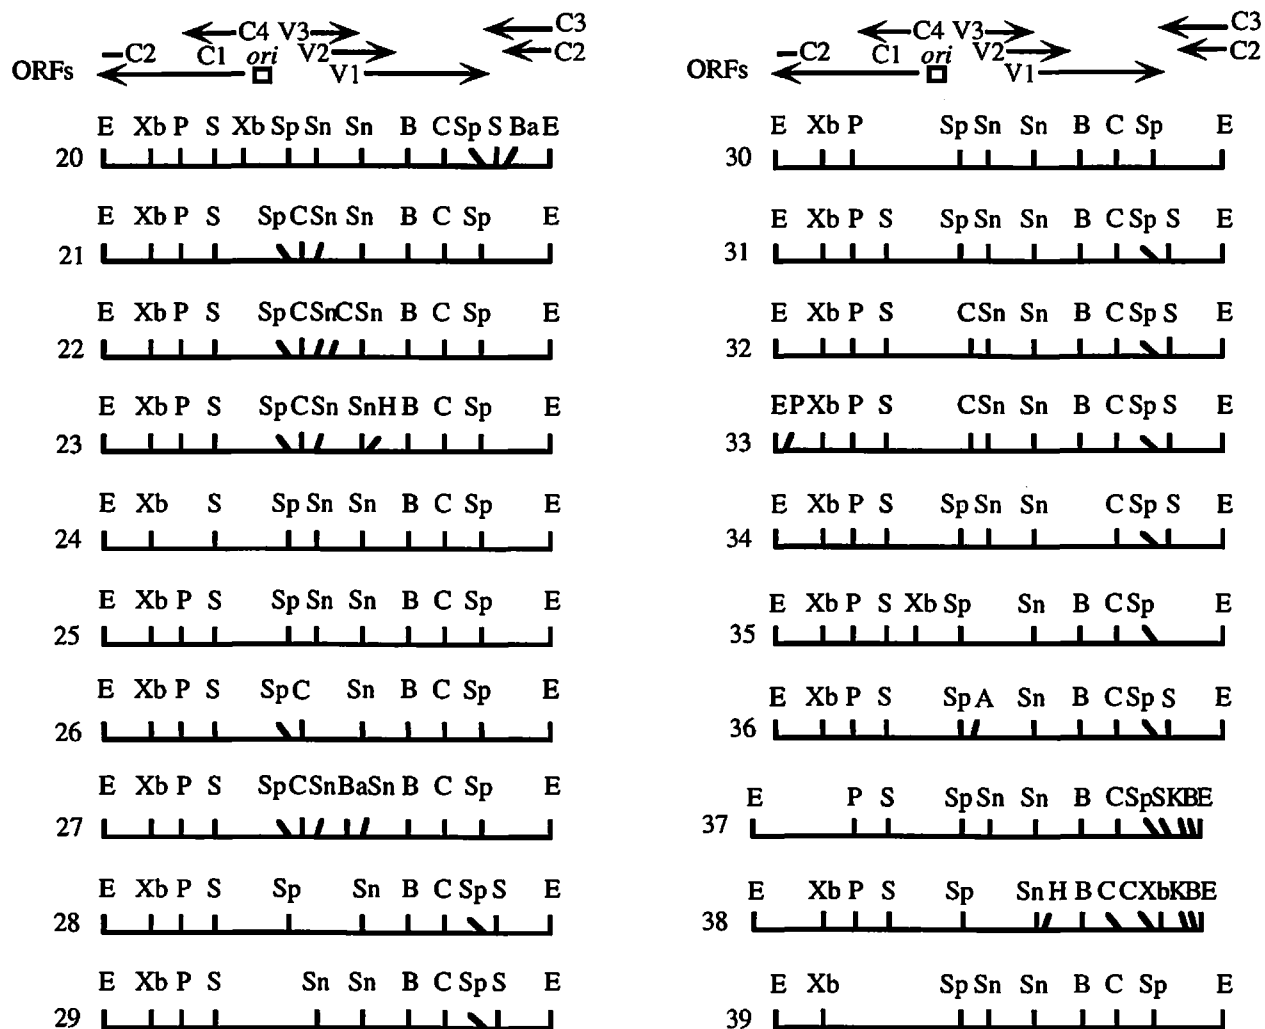 C4 V3 C3
C2 C1 ori V2 C2
ORFs V1
E Xb P S Xb Sp Sn Sn B C Sp S Ba E
20
E Xb P S Sp C Sn Sn B C Sp E
21
E Xb P S Sp C Sn C Sn B C Sp E
22
E Xb P S Sp C Sn Sn H B C Sp E
23
E Xb S Sp Sn Sn B C Sp E
24
E Xb P S Sp Sn Sn B C Sp E
25
E Xb P S Sp C Sn B C Sp E
26
E Xb P S Sp C Sn Ba Sn B C Sp E
27
E Xb P S Sp Sn B C Sp S E
28
E Xb P S Sn Sn B C Sp S E
29
C4 V3 C3
C2 C1 ori V2 C2
ORFs V1
E Xb P Sp Sn Sn B C Sp E
30
E Xb P S Sp Sn Sn B C Sp S E
31
E Xb P S C Sn Sn B C Sp S E
32
E P Xb P S C Sn Sn B C Sp S E
33
E Xb P S Sp Sn Sn C Sp S E
34
E Xb P S Xb Sp Sn B C Sp E
35
E Xb P S Sp A Sn B C Sp S E
36
E P S Sp Sn Sn B C Sp S K B E
37
E Xb P S Sp Sn H B C C Xb K B E
38
E Xb Sp Sn Sn B C Sp E
39